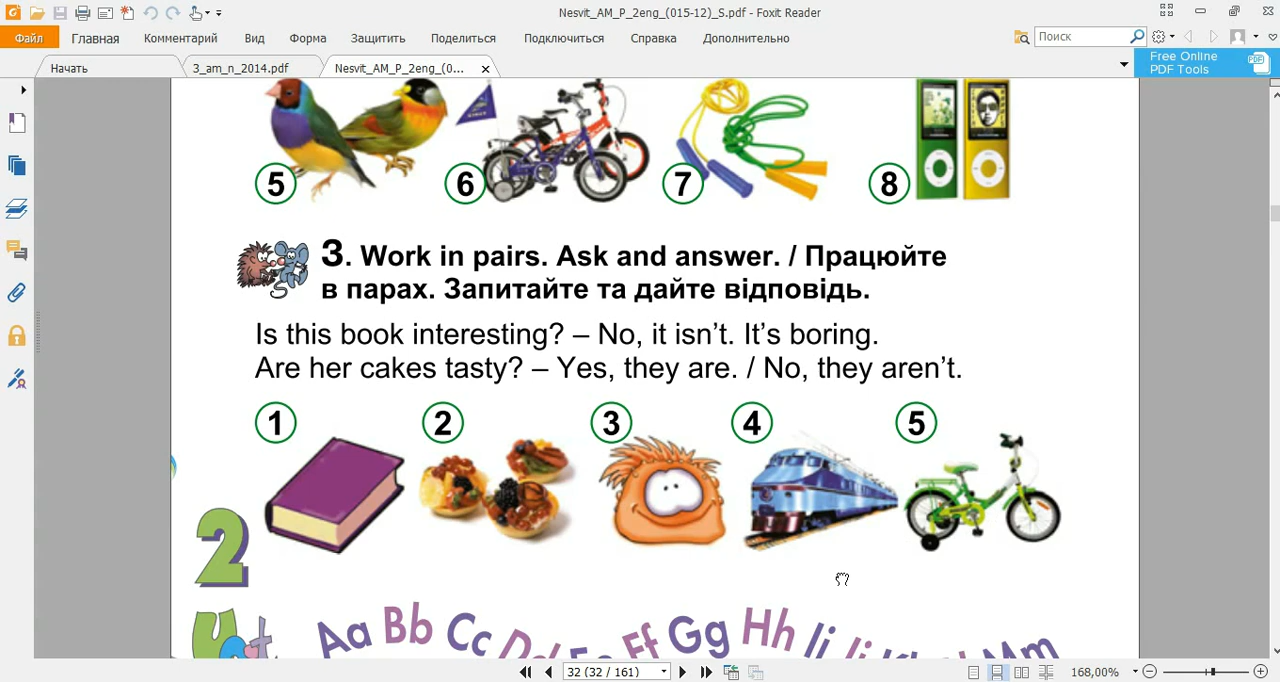 Nesvit_AM_P_2eng_(015-12)_S.pdf - Foxit Reader
Файл Главная Комментарий Вид Форма Защитить Поделиться Подключиться Справка Дополнительно Поиск
Начать 3_am_n_2014.pdf Nesvit_AM_P_2eng_(0... Free Online
PDF Tools
5 6 7 8
3. Work in pairs. Ask and answer. / Працюйте
в парах. Запитайте та дайте відповідь.
Is this book interesting? – No, it isn’t. It’s boring.
Are her cakes tasty? – Yes, they are. / No, they aren’t.
1 2 3 4 5
2
Aa Bb Cc Dd Ff Gg Hh Ii Mm
32 (32 / 161) 168,00%